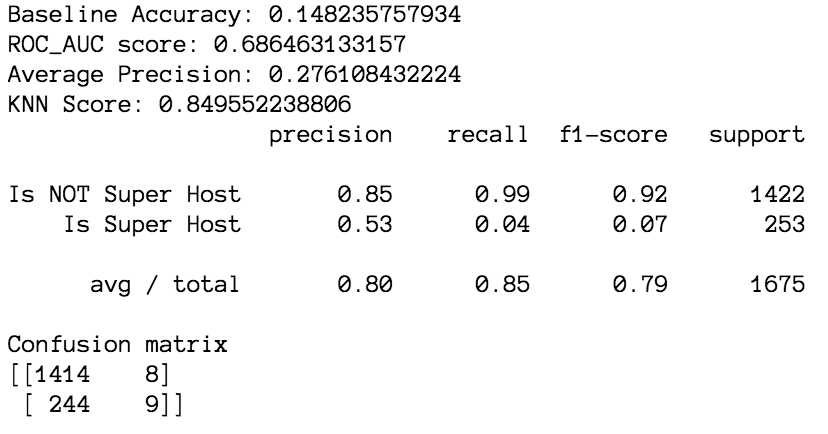 Baseline Accuracy: 0.148235757934
ROC_AUC score: 0.686463133157
Average Precision: 0.276108432224
KNN Score: 0.849552238806
precision recall f1-score support
Is NOT Super Host 0.85 0.99 0.92 1422
Is Super Host 0.53 0.04 0.07 253
avg / total 0.80 0.85 0.79 1675
Confusion matrix
[[1414 8]
[ 244 9]]